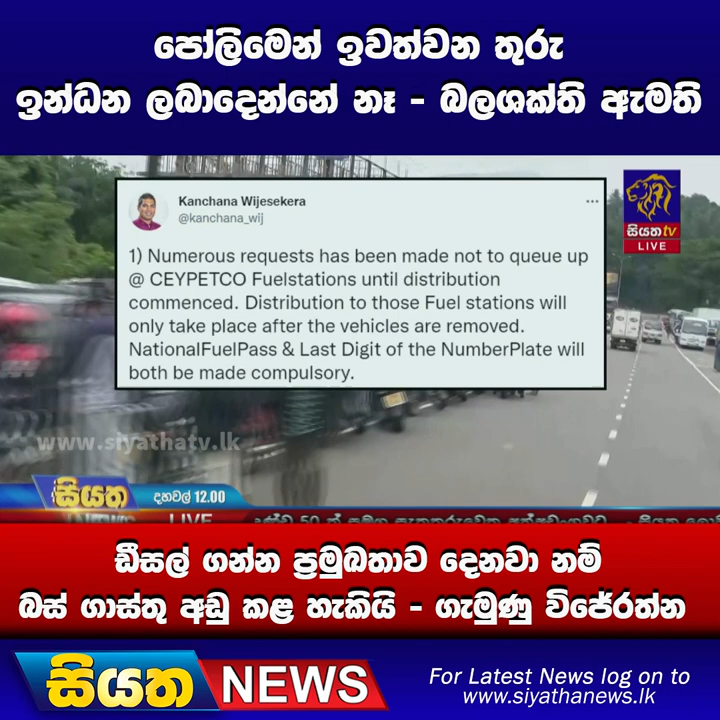 පෝලිමෙන් ඉවත්වන තුරු
ඉන්ධන ලබාදෙන්නේ නෑ - බලශක්ති ඇමති
Kanchana Wijesekera
@kanchana_wij
1) Numerous requests has been made not to queue up
@ CEYPETCO Fuelstations until distribution
commenced. Distribution to those Fuel stations will
only take place after the vehicles are removed.
NationalFuelPass & Last Digit of the NumberPlate will
both be made compulsory.
සියත tv
LIVE
www.siyathatv.lk
සියත
දහවල් 12.00
LIVE
ඩීසල් ගන්න ප්‍රමුඛතාව දෙනවා නම්
බස් ගාස්තු අඩු කළ හැකියි - ගැමුණු විජේරත්න
සියත NEWS
For Latest News log on to
www.siyathanews.lk